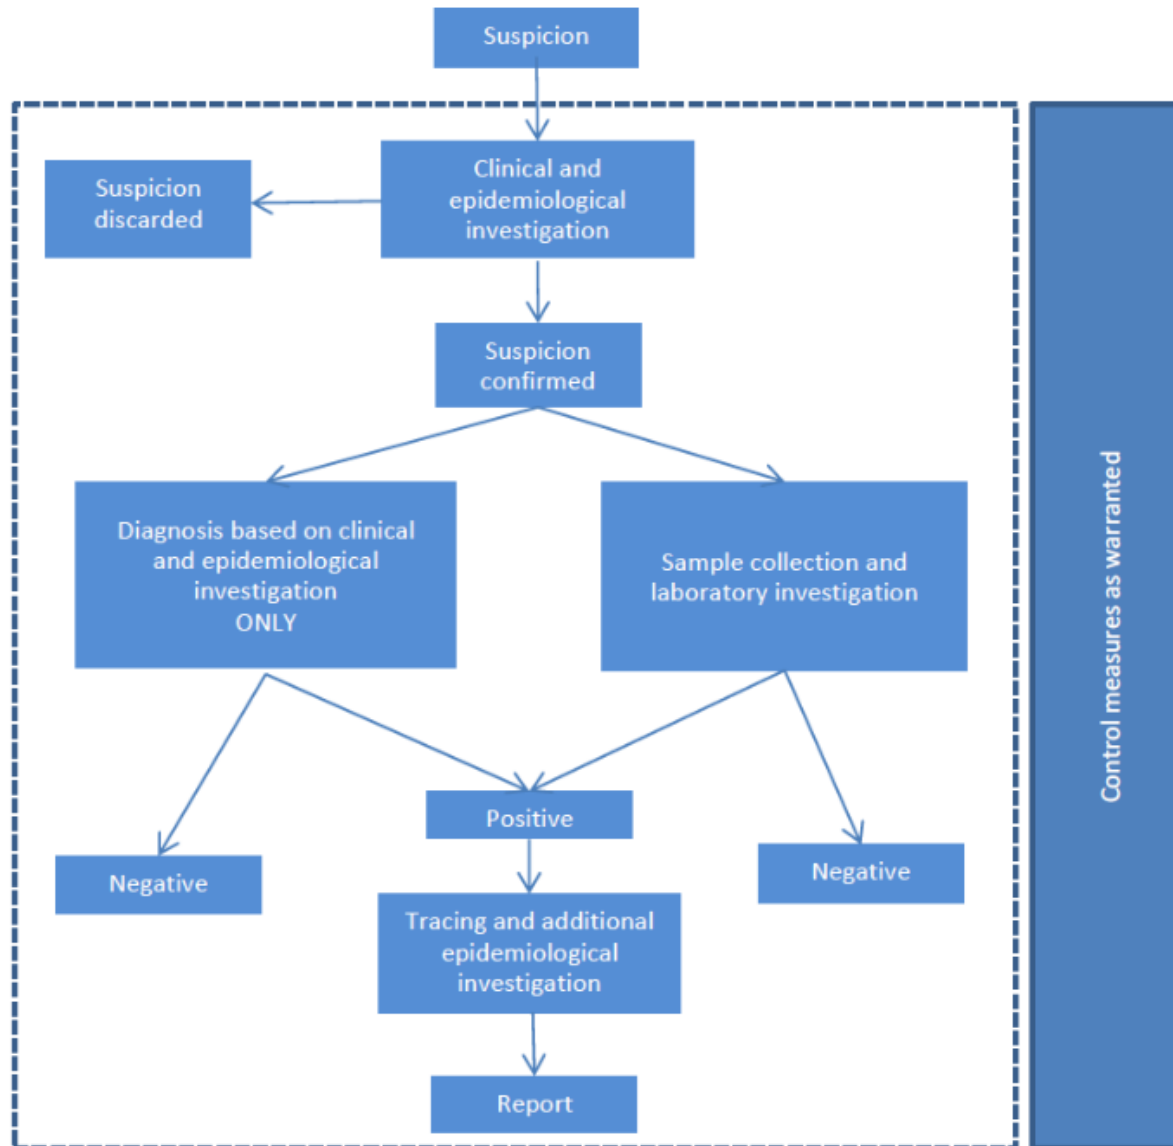 Suspicion
Clinical and
epidemiological
investigation
Suspicion
discarded
Suspicion
confirmed
Diagnosis based on clinical
and epidemiological
investigation
ONLY
Sample collection and
laboratory investigation
Positive
Negative
Negative
Tracing and additional
epidemiological
investigation
Report
Control measures as warranted